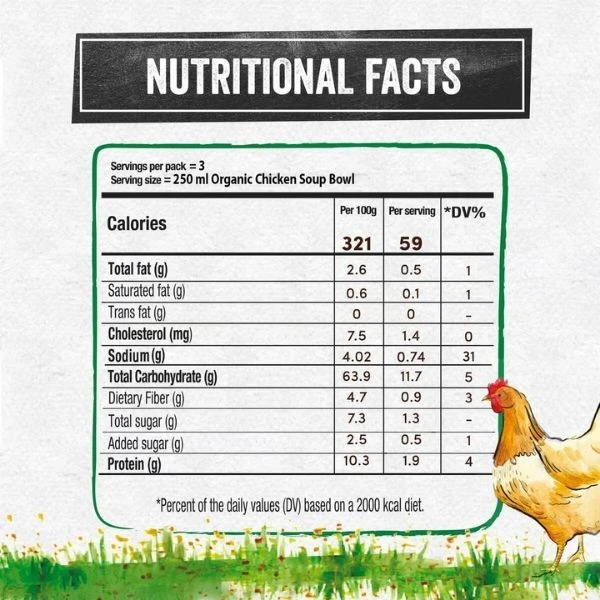 NUTRITIONAL FACTS
Servings per pack = 3
Serving size = 250 ml Organic Chicken Soup Bowl
Calories Per 100g Per serving *DV%
321 59
Total fat (g) 2.6 0.5 1
Saturated fat (g) 0.6 0.1 1
Trans fat (g) 0 0 -
Cholesterol (mg) 7.5 1.4 0
Sodium (g) 4.02 0.74 31
Total Carbohydrate (g) 63.9 11.7 5
Dietary Fiber (g) 4.7 0.9 3
Total sugar (g) 7.3 1.3 -
Added sugar (g) 2.5 0.5 1
Protein (g) 10.3 1.9 4
*Percent of the daily values (DV) based on a 2000 kcal diet.